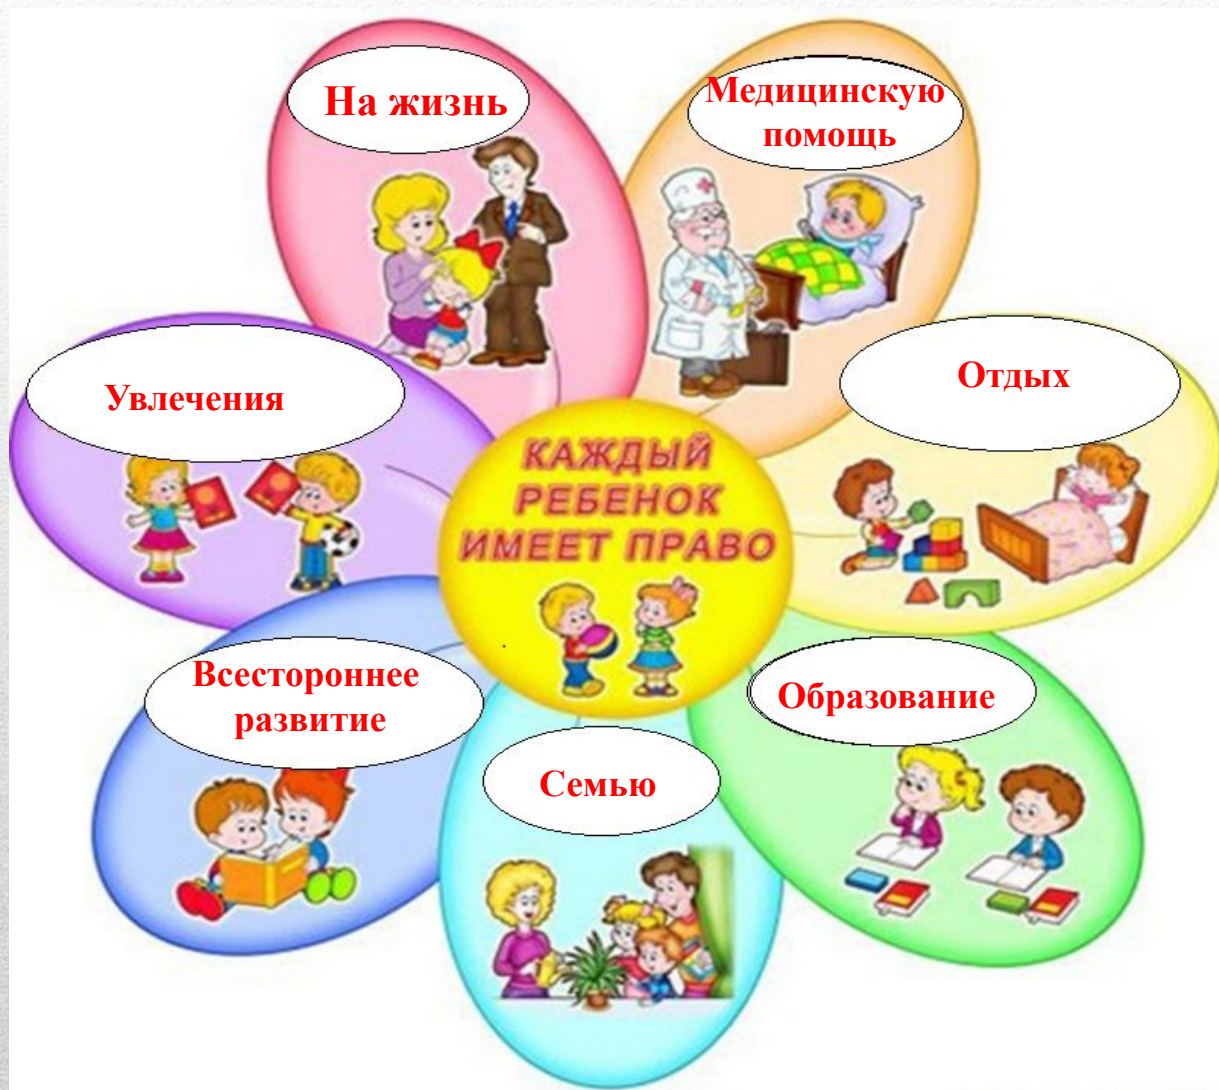 На жизнь
Медицинскую
помощь
Увлечения
Отдых
КАЖДЫЙ
РЕБЕНОК
ИМЕЕТ ПРАВО
Всестороннее
развитие
Образование
Семью